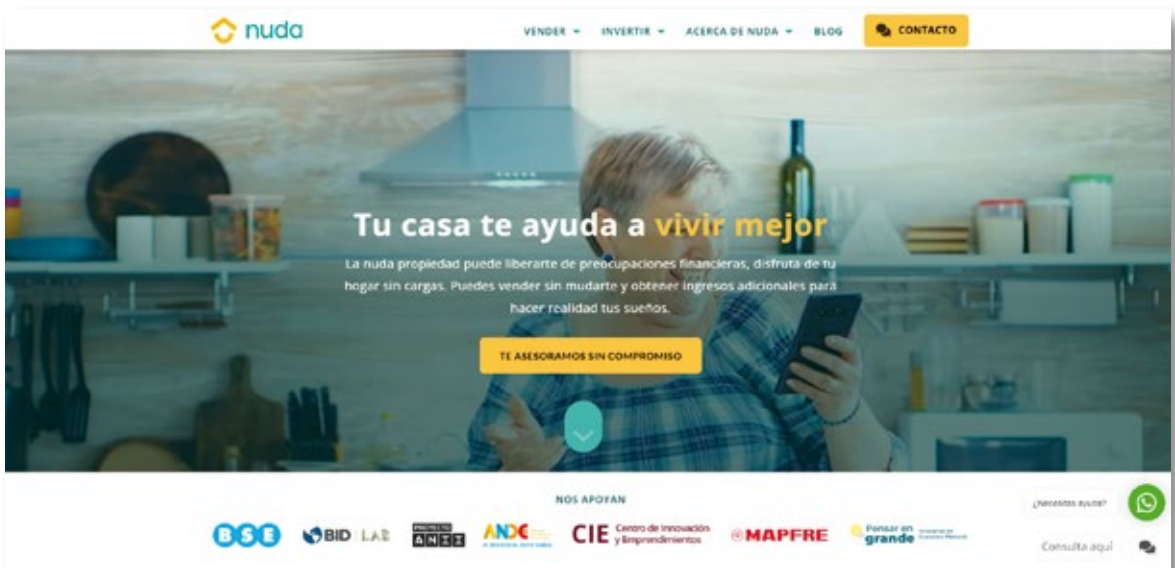 nuda
VENDER INVERTIR ACERCA DE NUDA BLOG CONTACTO
Tu casa te ayuda a vivir mejor
La nuda propiedad puede liberarte de preocupaciones financieras, disfruta de tu
hogar sin cargas. Puedes vender sin mudarte y obtener ingresos adicionales para
hacer realidad tus sueños.
TE ASESORAMOS SIN COMPROMISO
NOS APOYAN
¿Necesitas ayuda?
BSE BID LAB PROYECTO ANII ANDE CIE Centro de Innovación
y Emprendimientos MAPFRE Pensar en
grande
Consulta aquí